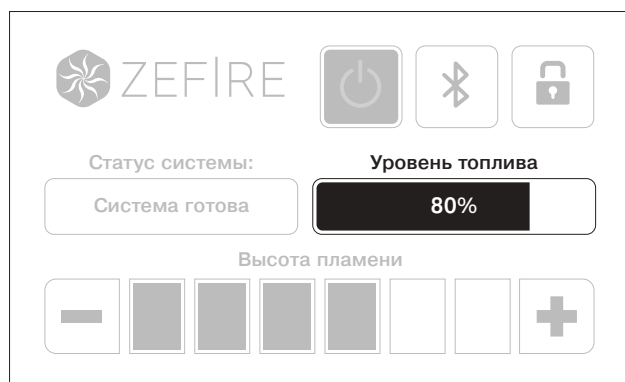 ZEFIRE
Статус системы:
Уровень топлива
Система готова
80%
Высота пламени